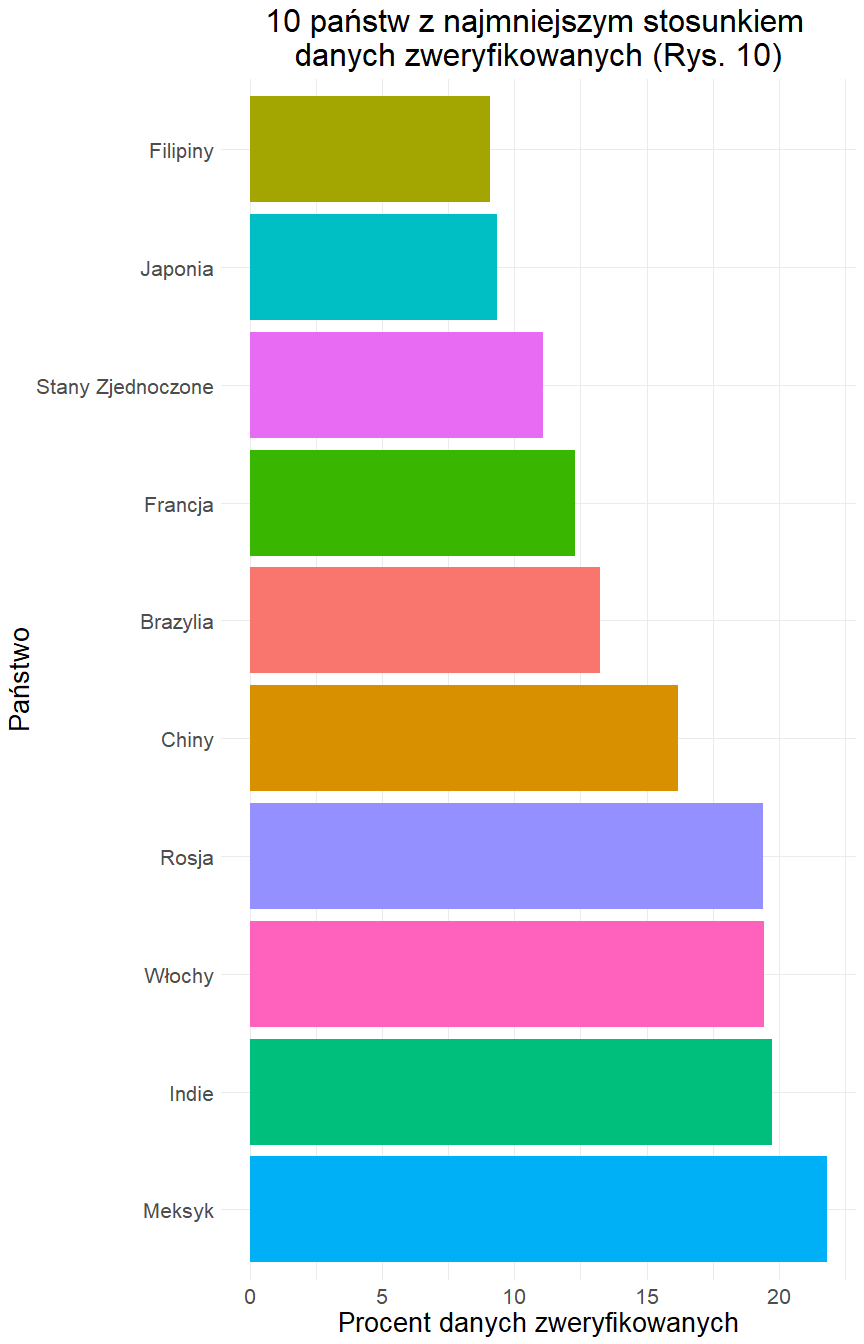 10 państw z najmniejszym stosunkiem
danych zweryfikowanych (Rys. 10)
Filipiny
Japonia
Stany Zjednoczone
Francja
Brazylia
Chiny
Rosja
Włochy
Indie
Meksyk
Państwo
0 5 10 15 20
Procent danych zweryfikowanych